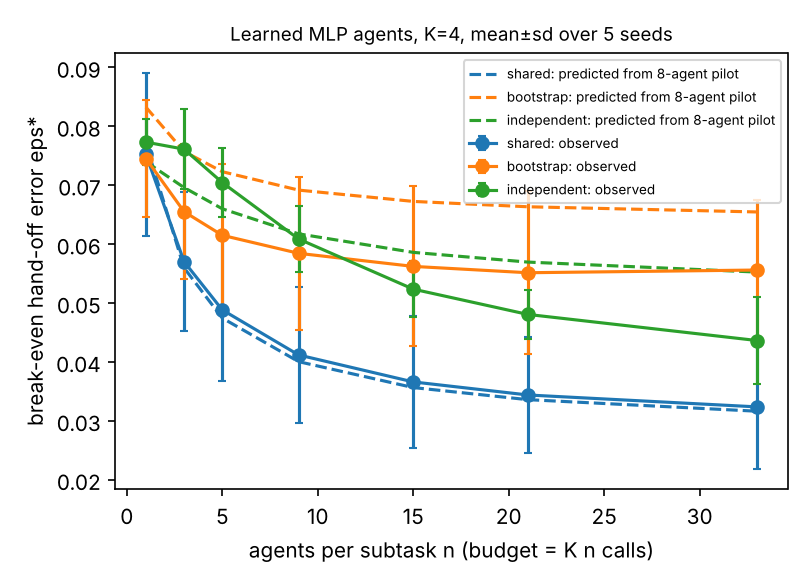 Learned MLP agents, K=4, mean±sd over 5 seeds
shared: predicted from 8-agent pilot
bootstrap: predicted from 8-agent pilot
independent: predicted from 8-agent pilot
shared: observed
bootstrap: observed
independent: observed
break-even hand-off error eps*
0.09
0.08
0.07
0.06
0.05
0.04
0.03
0.02
0 5 10 15 20 25 30
agents per subtask n (budget = K n calls)